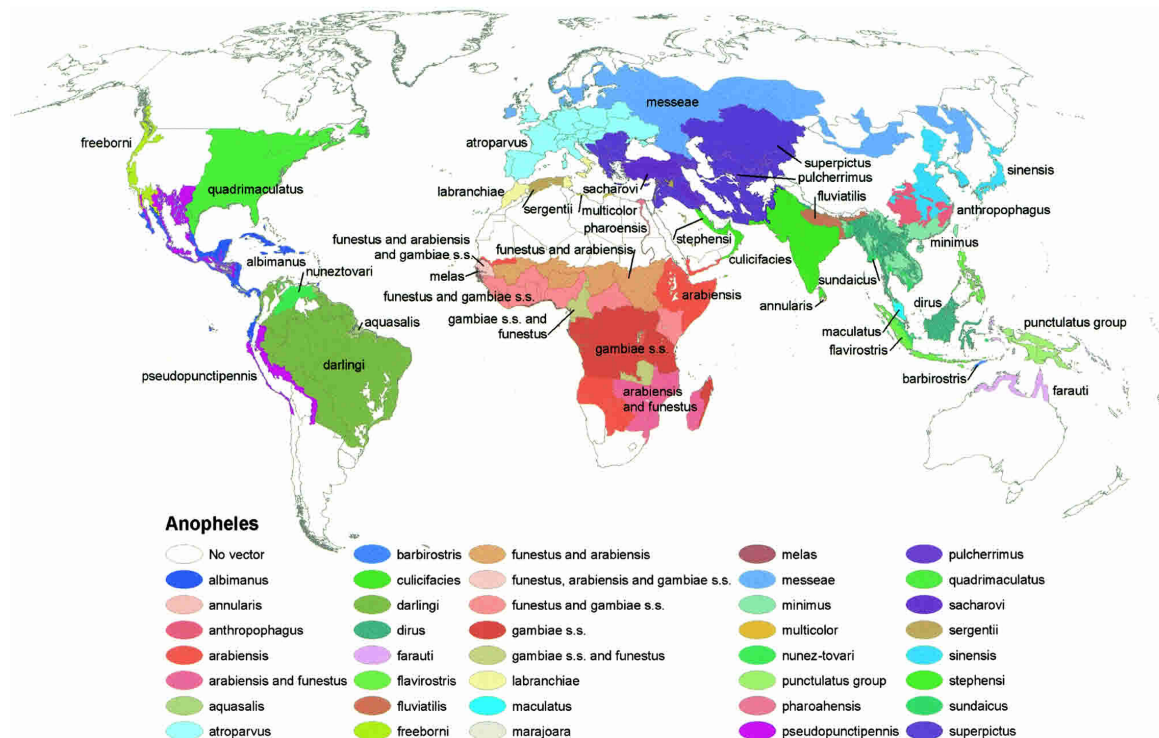 freeborni
quadrimaculatus
albimanus
nuneztovari
aquasalis
darlingi
pseudopunctipennis
messeae
atroparvus
labranchiae
sergentii
sacharovi
multicolor
pharoensis
superpictus
pulcherrimus
fluviatilis
stephensi
culicifacies
sinensis
anthropophagus
minimus
sundaicus
annularis
dirus
maculatus
flavirostris
barbirostris
punctulatus group
farauti
funestus and arabiensis
and gambiae s.s.
funestus and arabiensis
melas
funestus and gambiae s.s.
gambiae s.s. and
funestus
arabiensis
gambiae s.s.
arabiensis
and funestus
Anopheles
No vector
albimanus
annularis
anthropophagus
arabiensis
arabiensis and funestus
aquasalis
atroparvus
barbirostris
culicifacies
darlingi
dirus
farauti
flavirostris
fluviatilis
freeborni
funestus and arabiensis
funestus, arabiensis and gambiae s.s.
funestus and gambiae s.s.
gambiae s.s.
gambiae s.s. and funestus
labranchiae
maculatus
marajoara
melas
messeae
minimus
multicolor
nunez-tovari
punctulatus group
pharoahensis
pseudopunctipennis
pulcherrimus
quadrimaculatus
sacharovi
sergentii
sinensis
stephensi
sundaicus
superpictus